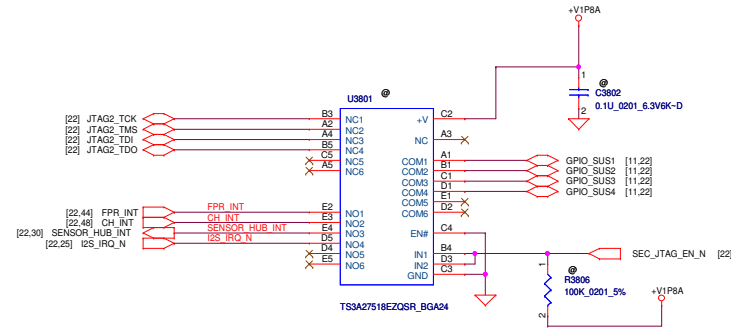 +V1P8A
1
@
C3802
0.1U_0201_6.3V6K~D
2
U3801 @
[22] JTAG2_TCK B3 NC1 +V C2
[22] JTAG2_TMS A2 NC2
[22] JTAG2_TDI A4 NC3 NC A3
[22] JTAG2_TDO B5 NC4
C5 NC5 COM1 A1 GPIO_SUS1 [11,22]
A5 NC6 COM2 B1 GPIO_SUS2 [11,22]
COM3 C1 GPIO_SUS3 [11,22]
COM4 D1 GPIO_SUS4 [11,22]
COM5 E1
[22,44] FPR_INT FPR_INT E2 NO1 COM6 D2
[22,48] CH_INT CH_INT E3 NO2
[22,30] SENSOR_HUB_INT SENSOR_HUB_INT E4 NO3 EN# C4
[22,25] I2S_IRQ_N I2S_IRQ_N D5 NO4
D4 NO5 IN1 B4 SEC_JTAG_EN_N [22]
E5 NO6 IN2 D3
GND C3
1
@
R3806
100K_0201_5%
2
+V1P8A
TS3A27518EZQSR_BGA24